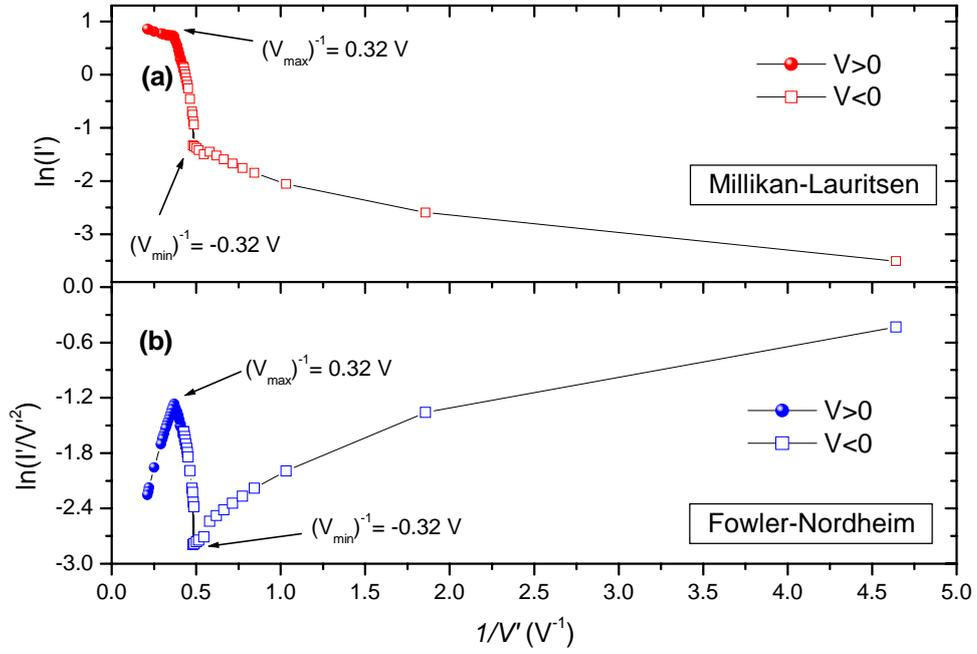 1
0
-1
-2
-3
ln(I')
(a)
(Vmax)-1= 0.32 V
(Vmin)-1= -0.32 V
V>0
V<0
Millikan-Lauritsen
0.0
-0.6
-1.2
-1.8
-2.4
-3.0
ln(I'/V'2)
(b)
(Vmax)-1= 0.32 V
(Vmin)-1= -0.32 V
V>0
V<0
Fowler-Nordheim
0.0 0.5 1.0 1.5 2.0 2.5 3.0 3.5 4.0 4.5 5.0
1/V' (V-1)